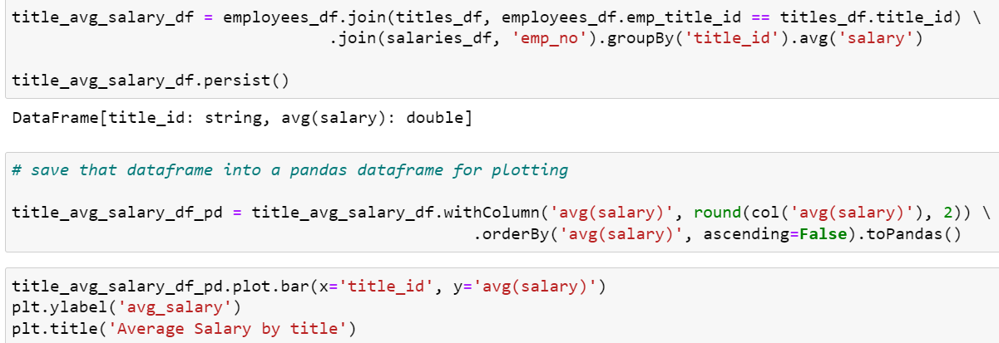 title_avg_salary_df = employees_df.join(titles_df, employees_df.emp_title_id == titles_df.title_id) \
.join(salaries_df, 'emp_no').groupBy('title_id').avg('salary')
title_avg_salary_df.persist()
DataFrame[title_id: string, avg(salary): double]
# save that dataframe into a pandas dataframe for plotting
title_avg_salary_df_pd = title_avg_salary_df.withColumn('avg(salary)', round(col('avg(salary)'), 2)) \
.orderBy('avg(salary)', ascending=False).toPandas()
title_avg_salary_df_pd.plot.bar(x='title_id', y='avg(salary)')
plt.ylabel('avg_salary')
plt.title('Average Salary by title')